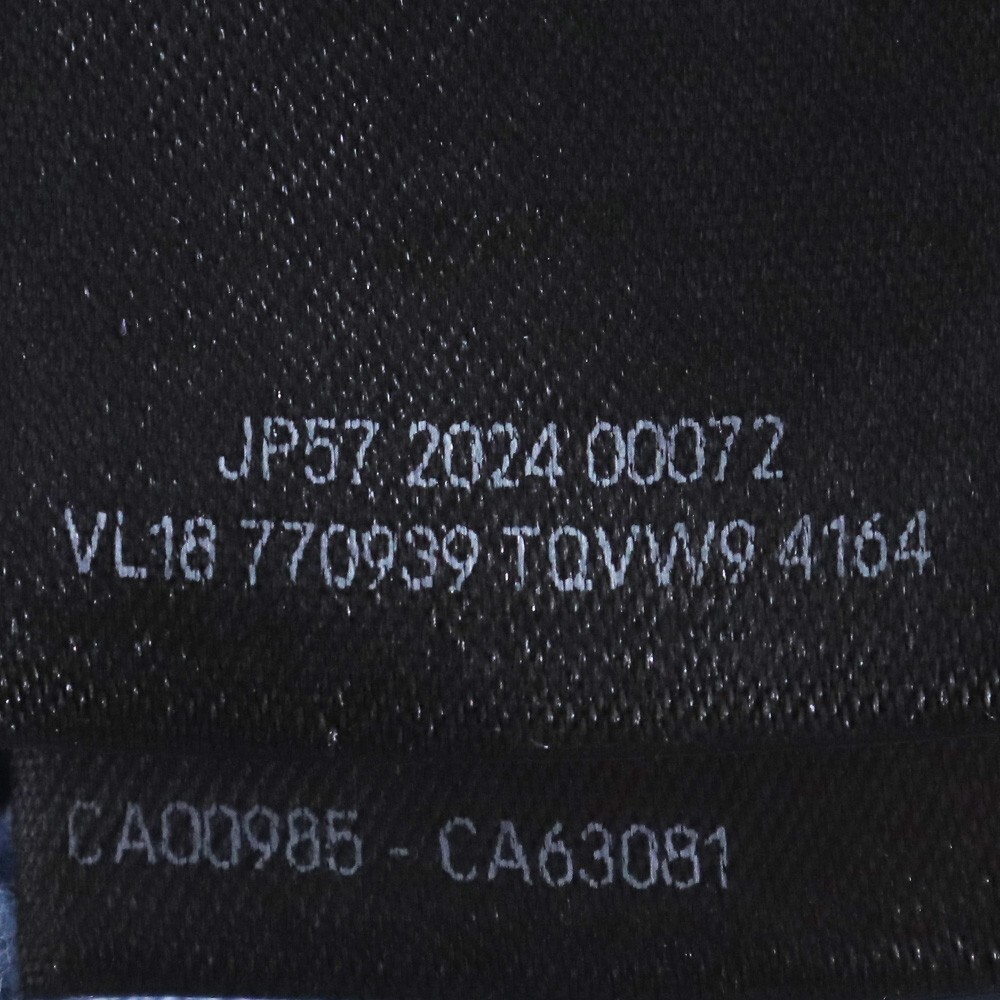 JP57 2024 00072
VL18 770939 TQVW9 4164
CA00985 - CA63081